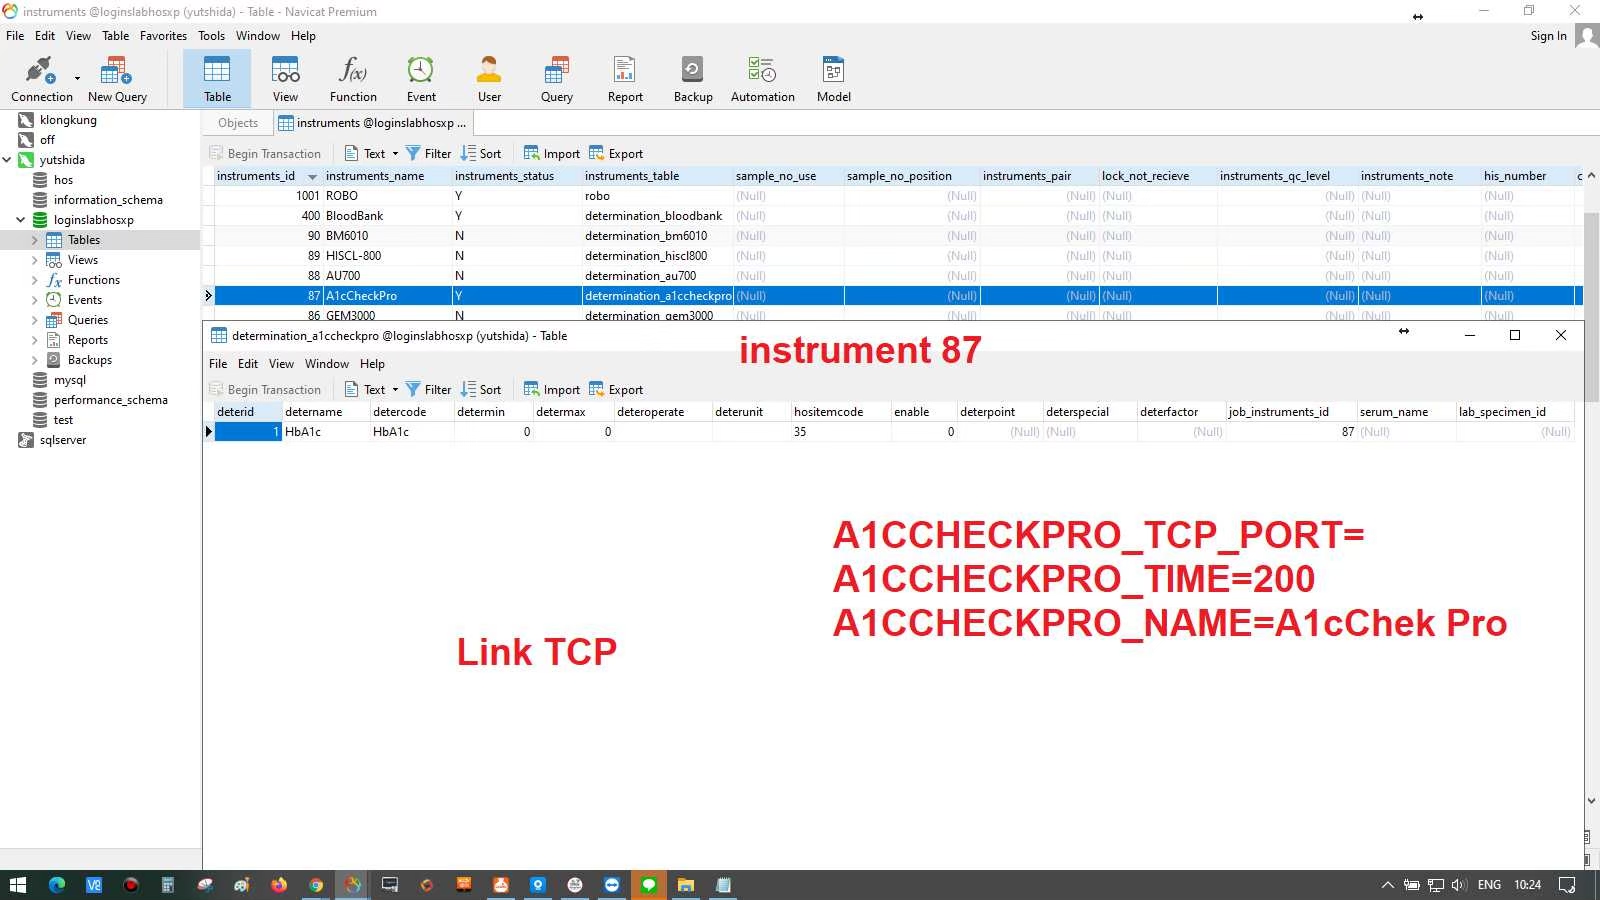 instruments @loginslabhosxp (yutshida) - Table - Navicat Premium
File Edit View Table Favorites Tools Window Help
Sign In
Connection New Query Table View Function Event User Query Report Backup Automation Model
klongkung
off
yutshida
hos
information_schema
loginslabhosxp
Tables
Views
Functions
Events
Queries
Reports
Backups
mysql
performance_schema
test
sqlserver
Objects instruments @loginslabhosxp ...
Begin Transaction Text Filter Sort Import Export
instruments_id instruments_name instruments_status instruments_table sample_no_use sample_no_position instruments_pair lock_not_recieve instruments_qc_level instruments_note his_number c
1001 ROBO Y robo (Null) (Null) (Null) (Null) (Null) (Null) (Null)
400 BloodBank Y determination_bloodbank (Null) (Null) (Null) (Null) (Null) (Null) (Null)
90 BM6010 N determination_bm6010 (Null) (Null) (Null) (Null) (Null) (Null) (Null)
89 HISCL-800 N determination_hiscl800 (Null) (Null) (Null) (Null) (Null) (Null) (Null)
88 AU700 N determination_au700 (Null) (Null) (Null) (Null) (Null) (Null) (Null)
87 A1cCheckPro Y determination_a1ccheckpro (Null) (Null) (Null) (Null) (Null) (Null) (Null)
86 GEM3000 N determination_gem3000 (Null) (Null) (Null) (Null) (Null) (Null) (Null)
determination_a1ccheckpro @loginslabhosxp (yutshida) - Table
instrument 87
File Edit View Window Help
Begin Transaction Text Filter Sort Import Export
deterid detername detercode determin determax deteroperate deterunit hositemcode enable deterpoint deterspecial deterfactor job_instruments_id serum_name lab_specimen_id
1 HbA1c HbA1c 0 0 35 0 (Null) (Null) (Null) 87 (Null) (Null)
A1CCHECKPRO_TCP_PORT=
A1CCHECKPRO_TIME=200
A1CCHECKPRO_NAME=A1cChek Pro
Link TCP
ENG 10:24